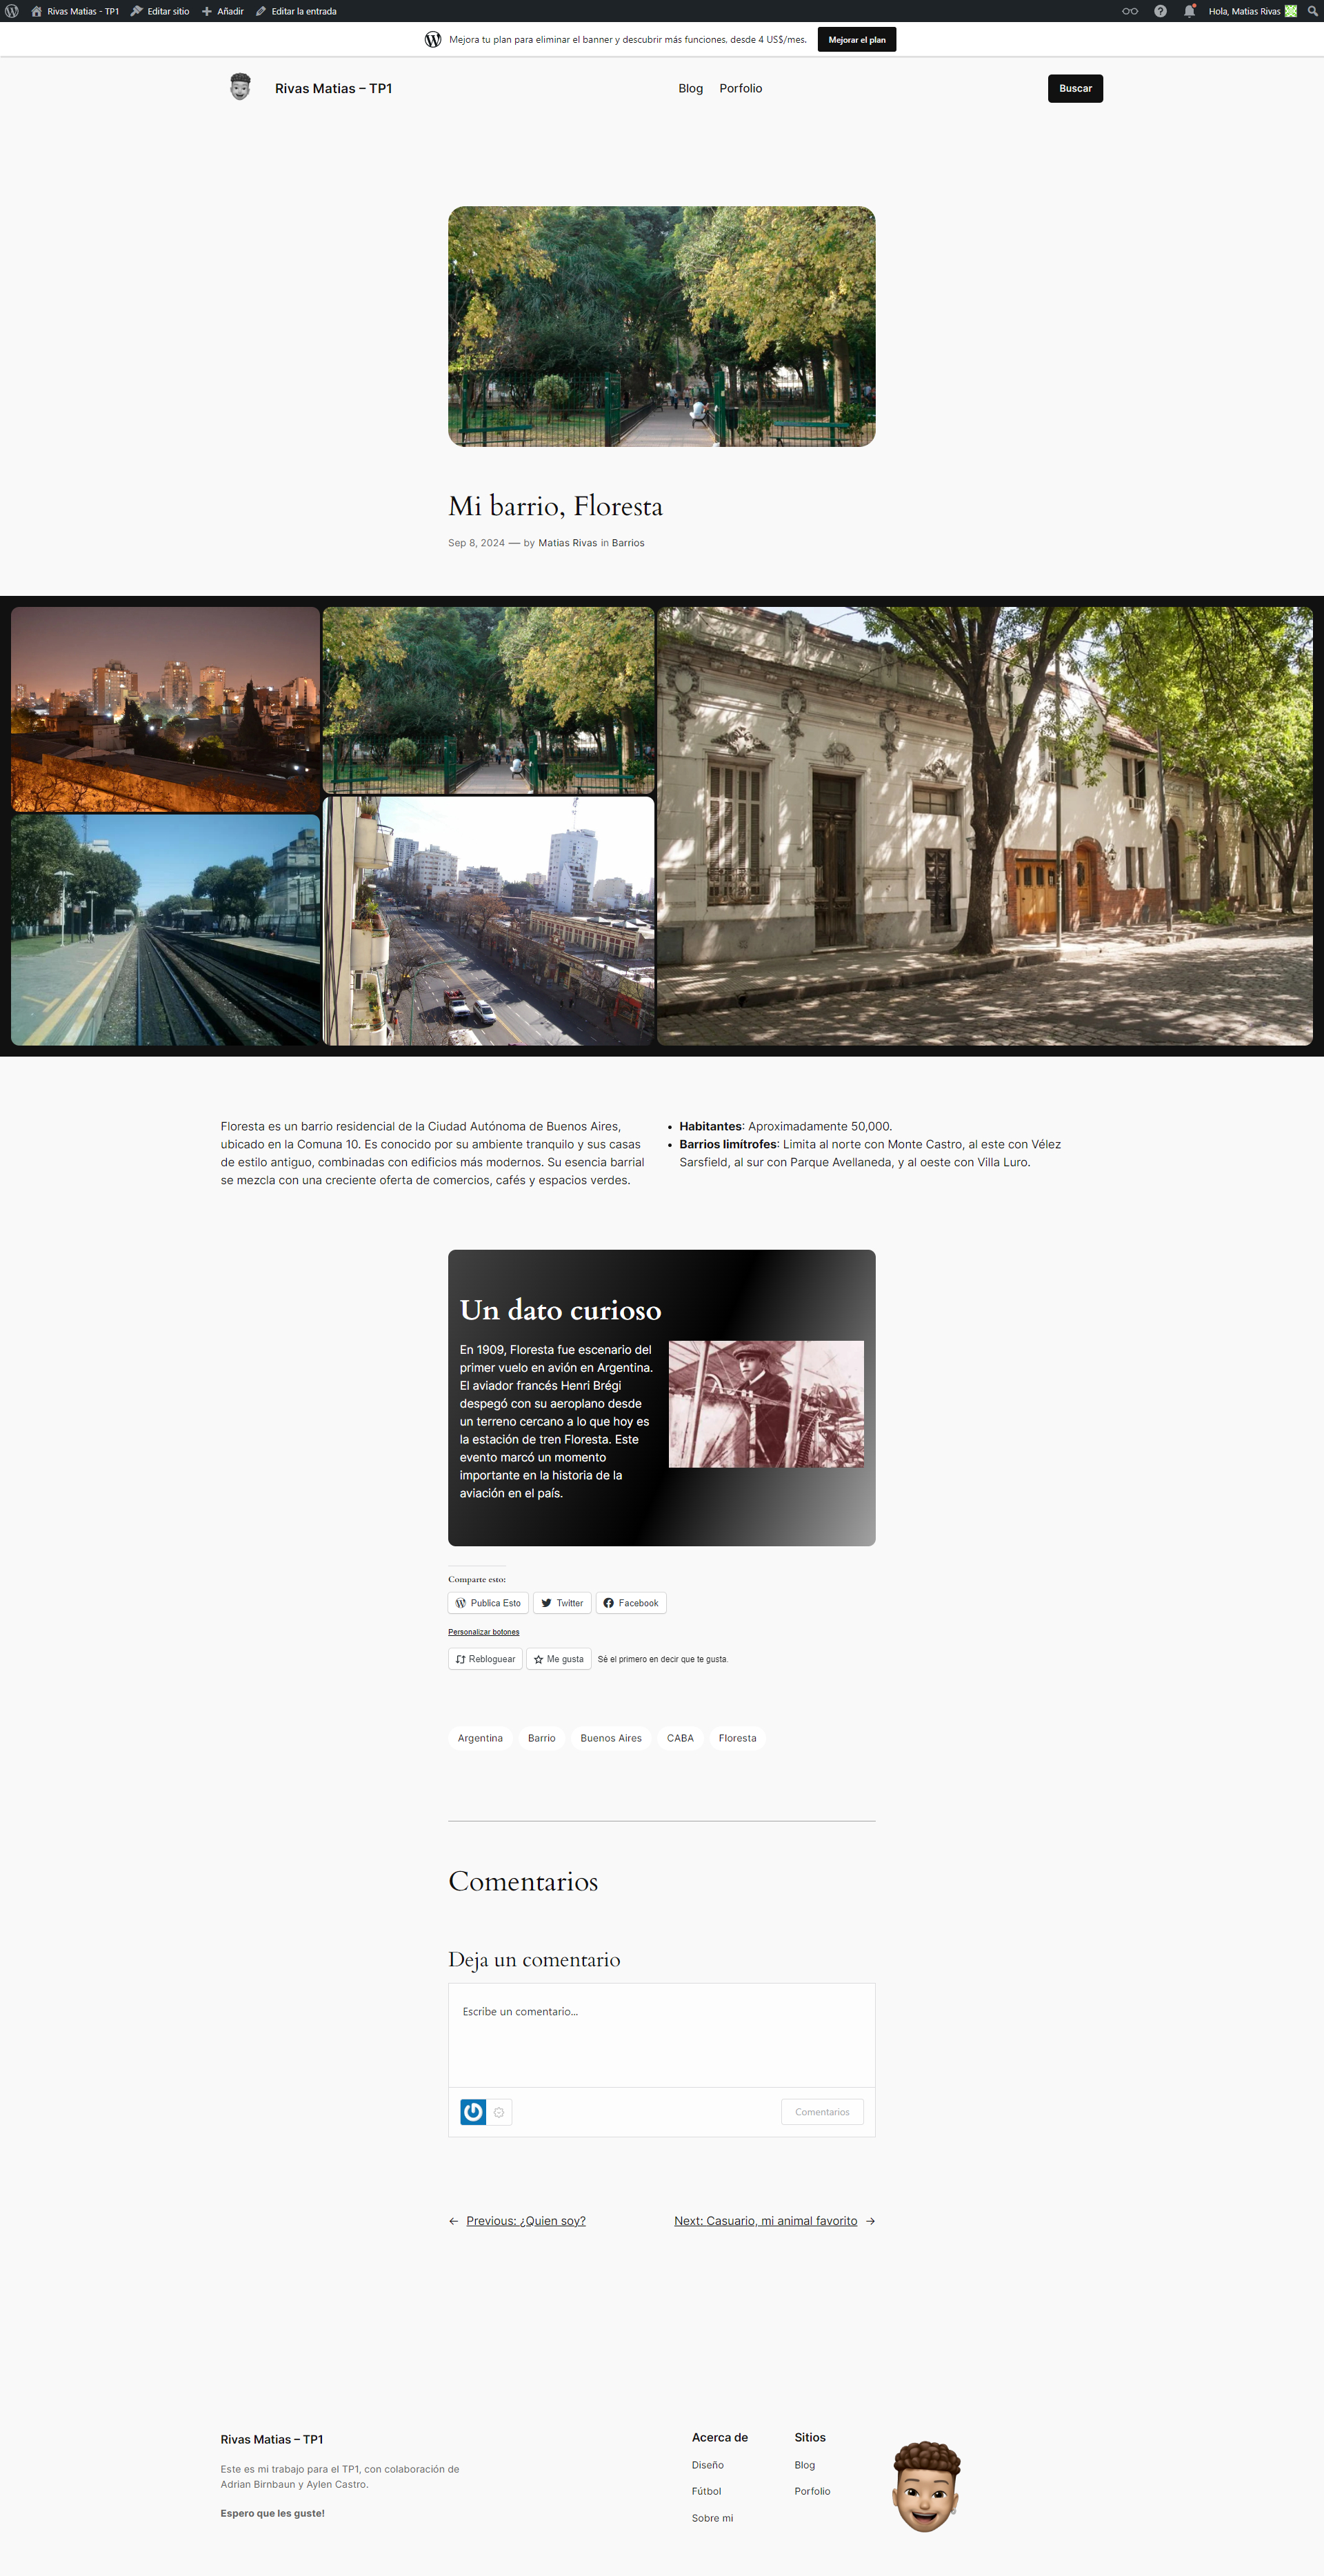 Rivas Matias - TP1 Editar sitio Añadir Editar la entrada Hola, Matias Rivas
Mejora tu plan para eliminar el banner y descubrir más funciones. desde 4 US$/mes. Mejorar el plan
Rivas Matias – TP1 Blog Porfolio Buscar
Mi barrio, Floresta
Sep 8, 2024 — by Matias Rivas in Barrios
Floresta es un barrio residencial de la Ciudad Autónoma de Buenos Aires,
ubicado en la Comuna 10. Es conocido por su ambiente tranquilo y sus casas
de estilo antiguo, combinadas con edificios más modernos. Su esencia barrial
se mezcla con una creciente oferta de comercios, cafés y espacios verdes.
• Habitantes: Aproximadamente 50,000.
• Barrios limítrofes: Limita al norte con Monte Castro, al este con Vélez
Sarsfield, al sur con Parque Avellaneda, y al oeste con Villa Luro.
Un dato curioso
En 1909, Floresta fue escenario del
primer vuelo en avión en Argentina.
El aviador francés Henri Brégi
despegó con su aeroplano desde
un terreno cercano a lo que hoy es
la estación de tren Floresta. Este
evento marcó un momento
importante en la historia de la
aviación en el país.
Comparte esto:
Publica Esto Twitter Facebook
Personalizar botones
Rebloguear Me gusta Sé el primero en decir que te gusta.
Argentina Barrio Buenos Aires CABA Floresta
Comentarios
Deja un comentario
Escribe un comentario...
Comentarios
← Previous: ¿Quien soy? Next: Casuario, mi animal favorito →
Rivas Matias – TP1
Este es mi trabajo para el TP1, con colaboración de
Adrian Birnbaun y Aylen Castro.
Espero que les guste!
Acerca de
Diseño
Fútbol
Sobre mi
Sitios
Blog
Porfolio